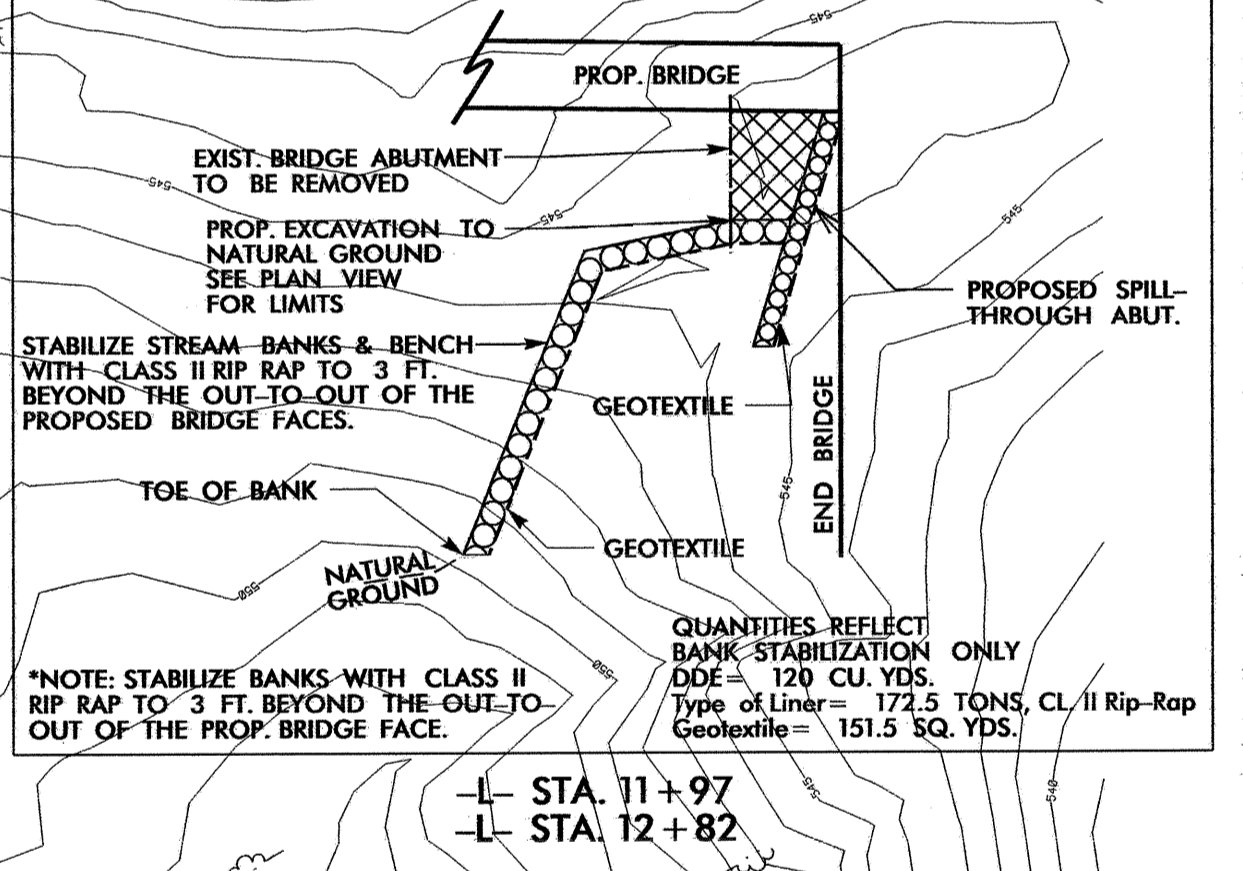 545
PROP. BRIDGE
EXIST. BRIDGE ABUTMENT
TO BE REMOVED
545
545
545
PROP. EXCAVATION TO
NATURAL GROUND
SEE PLAN VIEW
FOR LIMITS
PROPOSED SPILL-
THROUGH ABUT.
STABILIZE STREAM BANKS & BENCH
WITH CLASS II RIP RAP TO 3 FT.
BEYOND THE OUT-TO-OUT OF THE
PROPOSED BRIDGE FACES.
GEOTEXTILE
END BRIDGE
545
TOE OF BANK
GEOTEXTILE
NATURAL
GROUND
550
QUANTITIES REFLECT
BANK STABILIZATION ONLY
DDE= 120 CU. YDS.
Type of Liner= 172.5 TONS, CL. II Rip-Rap
Geotextile= 151.5 SQ. YDS.
550
*NOTE: STABILIZE BANKS WITH CLASS II
RIP RAP TO 3 FT. BEYOND THE OUT-TO-
OUT OF THE PROP. BRIDGE FACE.
-L- STA. 11+97
-L- STA. 12+82
545
540